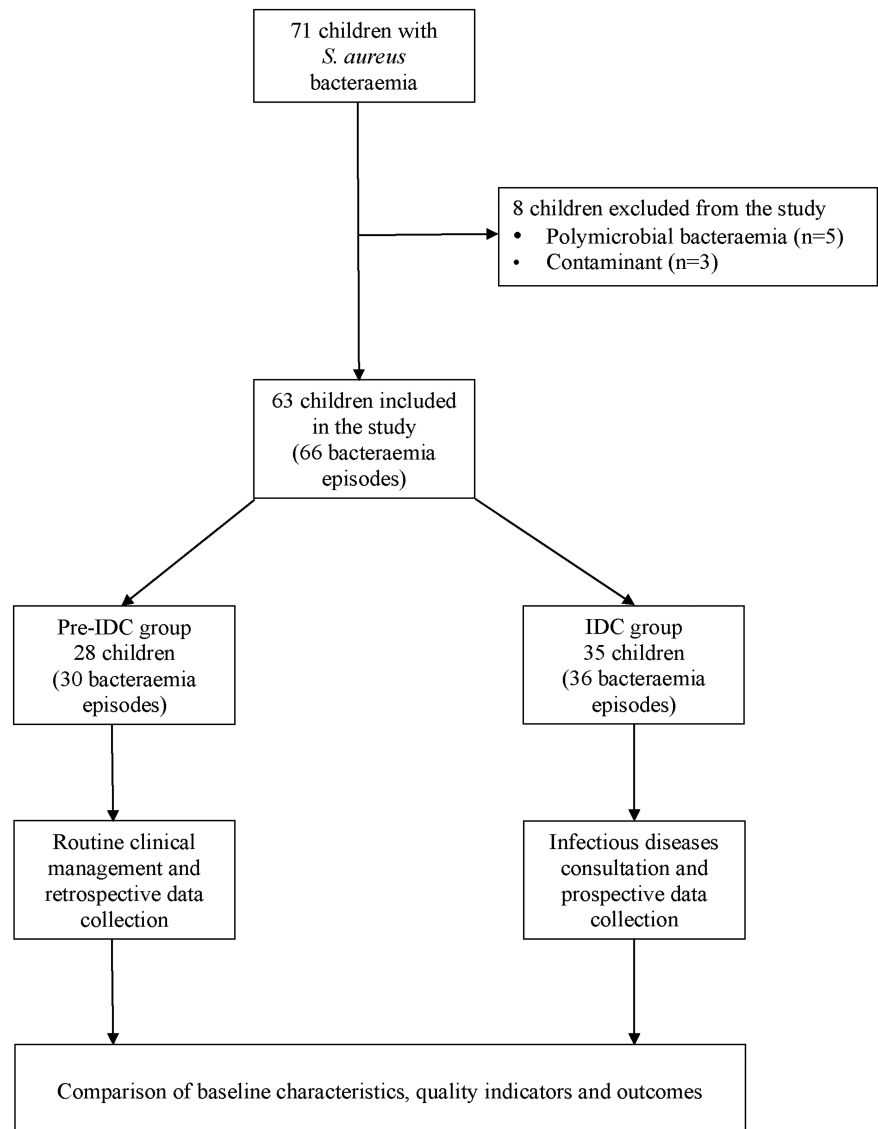 71 children with
S. aureus
bacteraemia
8 children excluded from the study
• Polymicrobial bacteraemia (n=5)
• Contaminant (n=3)
63 children included
in the study
(66 bacteraemia
episodes)
Pre-IDC group
28 children
(30 bacteraemia
episodes)
IDC group
35 children
(36 bacteraemia
episodes)
Routine clinical
management and
retrospective data
collection
Infectious diseases
consultation and
prospective data
collection
Comparison of baseline characteristics, quality indicators and outcomes